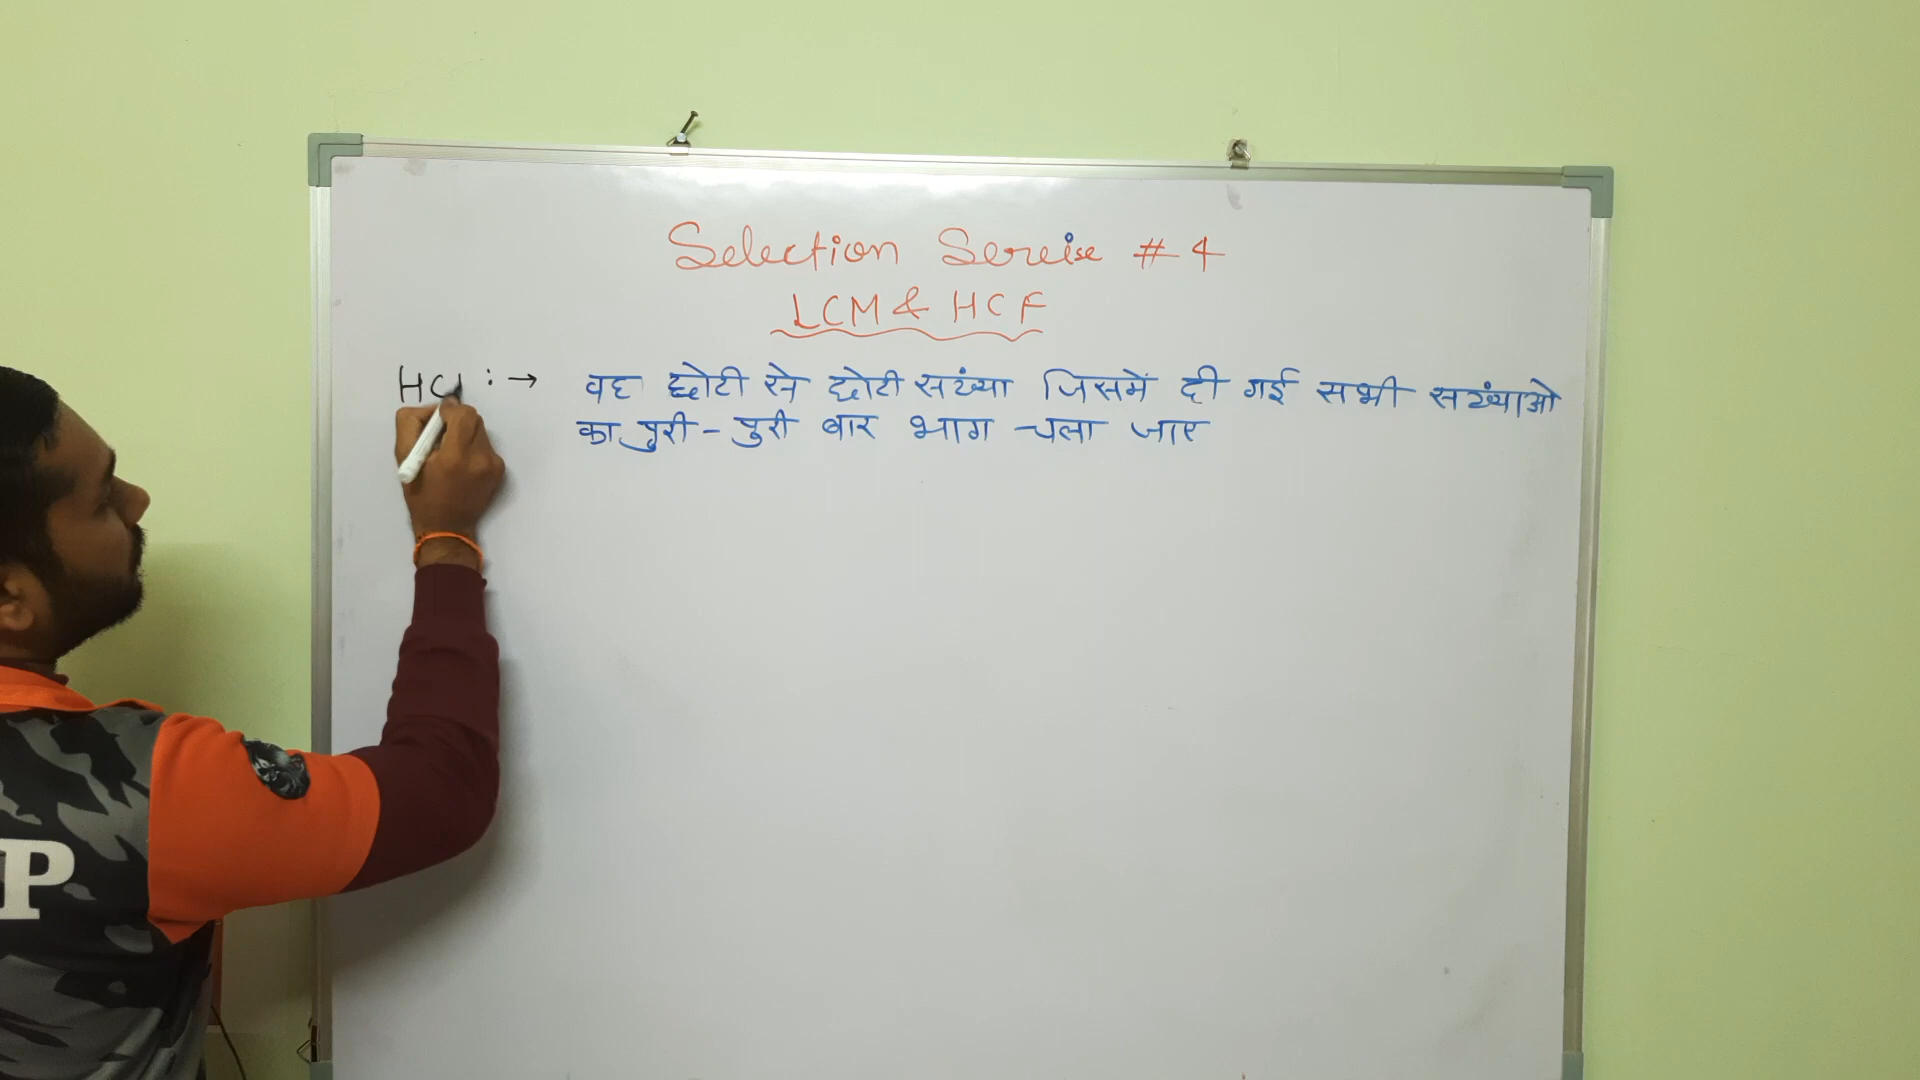 Selection Sereise # 4
LCM & HCF
HC :→ वह छोटी से छोटी सख्ंया जिसमें दी गई सभी सख्ंयाओ
का पुरी - पुरी बार भाग चला जाए
P